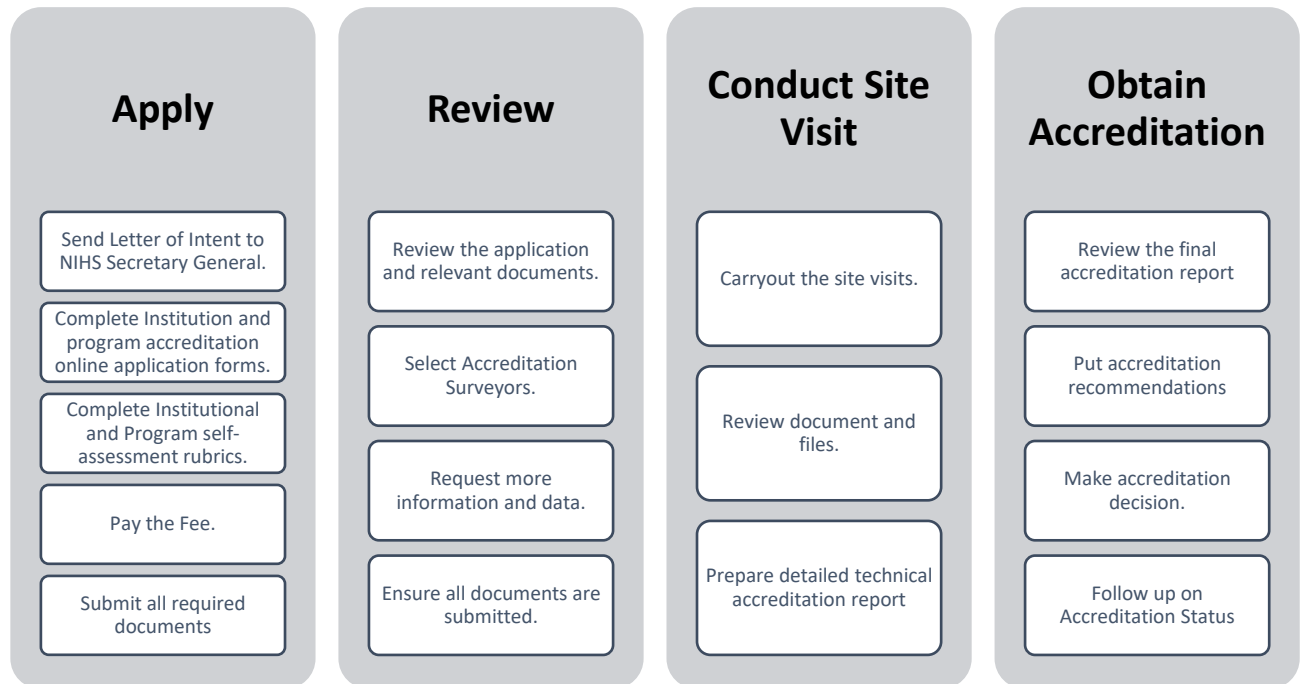 Apply
Send Letter of Intent to
NIHS Secretary General.
Complete Institution and
program accreditation
online application forms.
Complete Institutional
and Program self-
assessment rubrics.
Pay the Fee.
Submit all required
documents
Review
Review the application
and relevant documents.
Select Accreditation
Surveyors.
Request more
information and data.
Ensure all documents are
submitted.
Conduct Site
Visit
Carryout the site visits.
Review document and
files.
Prepare detailed technical
accreditation report
Obtain
Accreditation
Review the final
accreditation report
Put accreditation
recommendations
Make accreditation
decision.
Follow up on
Accreditation Status